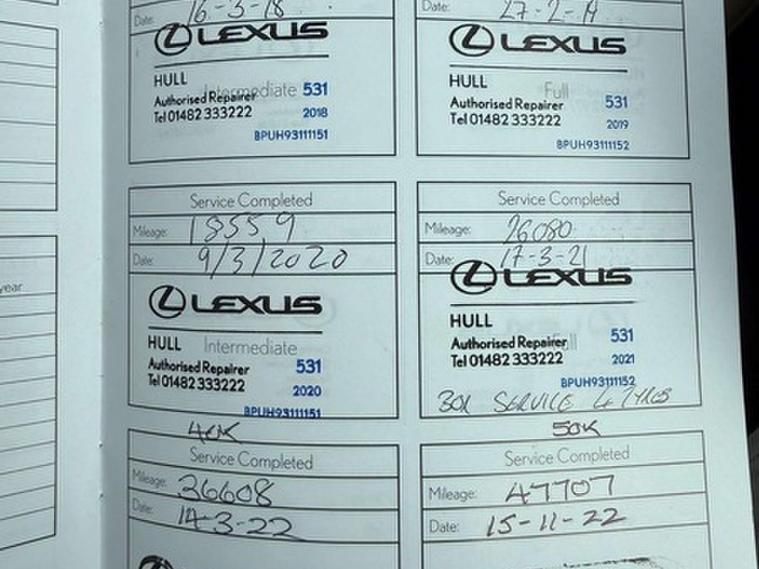 Date: 16-3-18
LEXUS
HULL
Intermediate 531
Authorised Repairer
Tel 01482 333222 2018
BPUH93111151
Date: 27-2-19
LEXUS
HULL
Full
Authorised Repairer 531
Tel 01482 333222 2019
BPUH93111152
year
Service Completed
Mileage: 18559
Date: 9/3/2020
LEXUS
HULL Intermediate
Authorised Repairer 531
Tel 01482 333222 2020
BPUH93111151
Service Completed
Mileage: 26080
Date: 17-3-21
LEXUS
HULL
Authorised Repairer Full 531
Tel 01482 333222 2021
BPUH93111152
30K SERVICE 4 TYRES
40K
Service Completed
Mileage: 36608
Date: 14-3-22
50K
Service Completed
Mileage: 47707
Date: 15-11-22